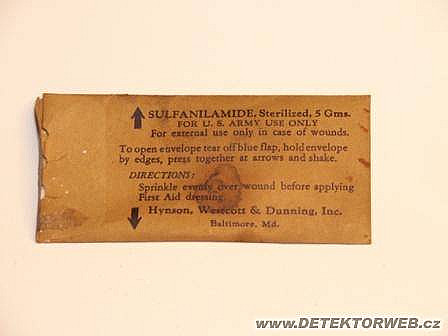 SULFANILAMIDE, Sterilized, 5 Gms.
FOR U. S. ARMY USE ONLY
For external use only in case of wounds.
To open envelope tear off blue flap, hold envelope
by edges, press together at arrows and shake.
DIRECTIONS:
Sprinkle evenly over wound before applying
First Aid dressing.
Hynson, Westcott & Dunning, Inc.
Baltimore, Md.
www.DETEKTORWEB.cz